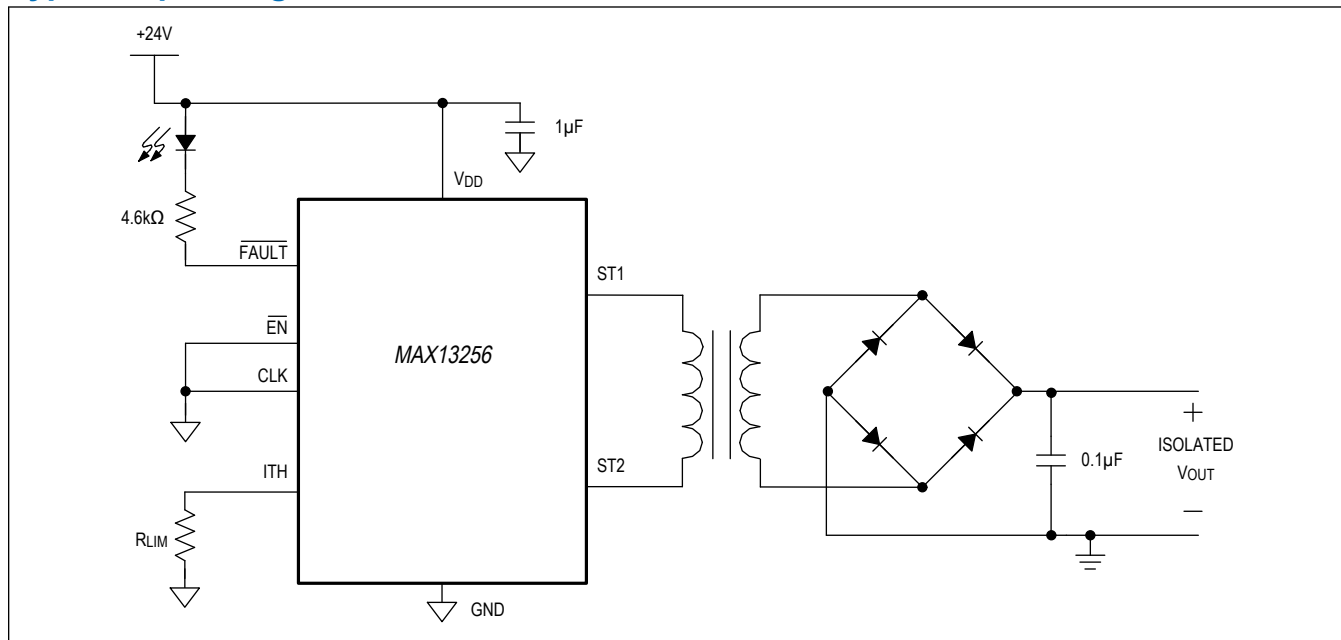 +24V
1µF
VDD
4.6kΩ
FAULT
ST1
EN
MAX13256
CLK
+
ISOLATED
VOUT
0.1µF
ST2
ITH
−
RLIM
GND